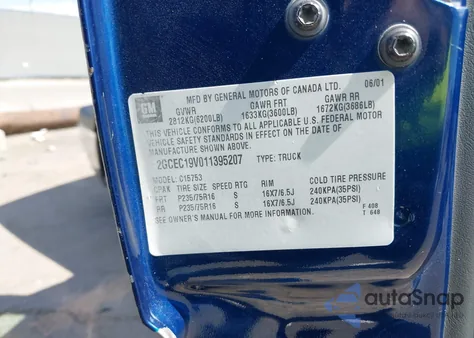 GM
MFD BY GENERAL MOTORS OF CANADA LTD. 06/01
GVWR GAWR FRT GAWR RR
2812KG(6200LB) 1633KG(3600LB) 1672KG(3686LB)
THIS VEHICLE CONFORMS TO ALL APPLICABLE U.S. FEDERAL MOTOR
VEHICLE SAFETY STANDARDS IN EFFECT ON THE DATE OF
MANUFACTURE SHOWN ABOVE.
2GCEC19V011395207 TYPE: TRUCK
MODEL: C15753
TIRE SIZE SPEED RTG RIM COLD TIRE PRESSURE
FRT P235/75R16 S 16X7/6.5J 240KPA(35PSI)
RR P235/75R16 S 16X7/6.5J 240KPA(35PSI)
SEE OWNER'S MANUAL FOR MORE INFORMATION.
F 408
T 648
autoSnap